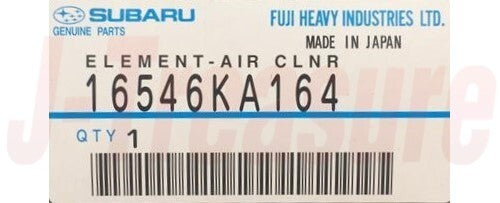 SUBARU FUJI HEAVY INDUSTRIES LTD.
GENUINE PARTS MADE IN JAPAN
ELEMENT-AIR CLNR
16546KA164
QTY 1
J-Treasure